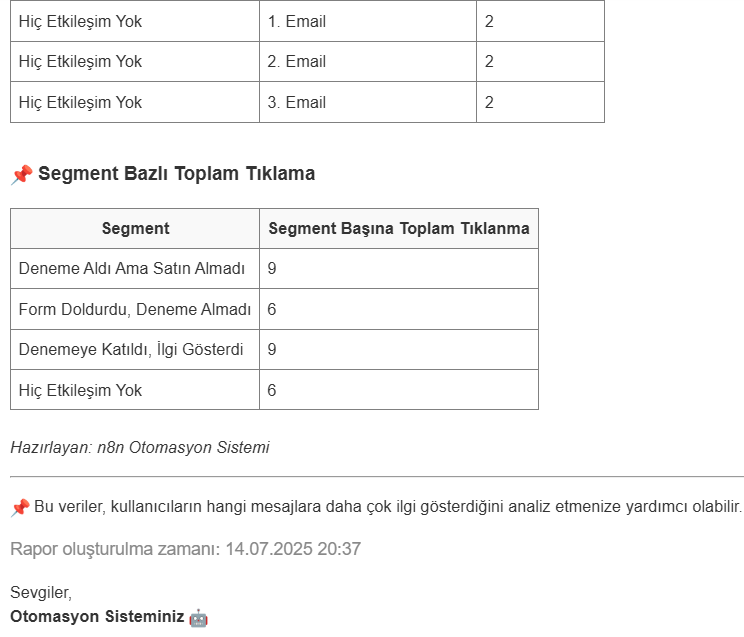 Hiç Etkileşim Yok 1. Email 2
Hiç Etkileşim Yok 2. Email 2
Hiç Etkileşim Yok 3. Email 2
📌 Segment Bazlı Toplam Tıklama
Segment Segment Başına Toplam Tıklanma
Deneme Aldı Ama Satın Almadı 9
Form Doldurdu, Deneme Almadı 6
Denemeye Katıldı, İlgi Gösterdi 9
Hiç Etkileşim Yok 6
Hazırlayan: n8n Otomasyon Sistemi
📌 Bu veriler, kullanıcıların hangi mesajlara daha çok ilgi gösterdiğini analiz etmenize yardımcı olabilir.
Rapor oluşturulma zamanı: 14.07.2025 20:37
Sevgiler,
Otomasyon Sisteminiz 🤖